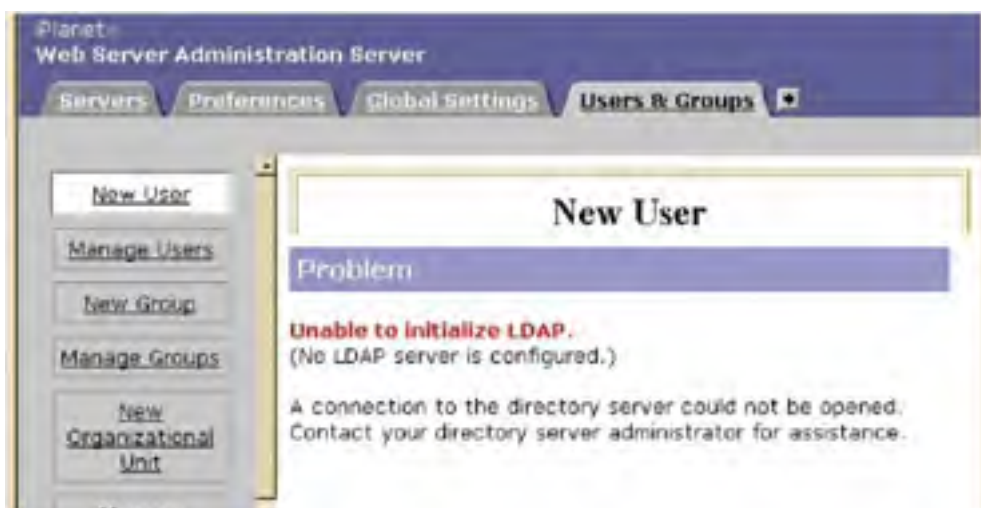 iPlanet™
Web Server Administration Server
Servers
Preferences
Global Settings
Users & Groups
New User
Manage Users
New Group
Manage Groups
New
Organizational
Unit
New User
Problem
Unable to initialize LDAP.
(No LDAP server is configured.)
A connection to the directory server could not be opened.
Contact your directory server administrator for assistance.